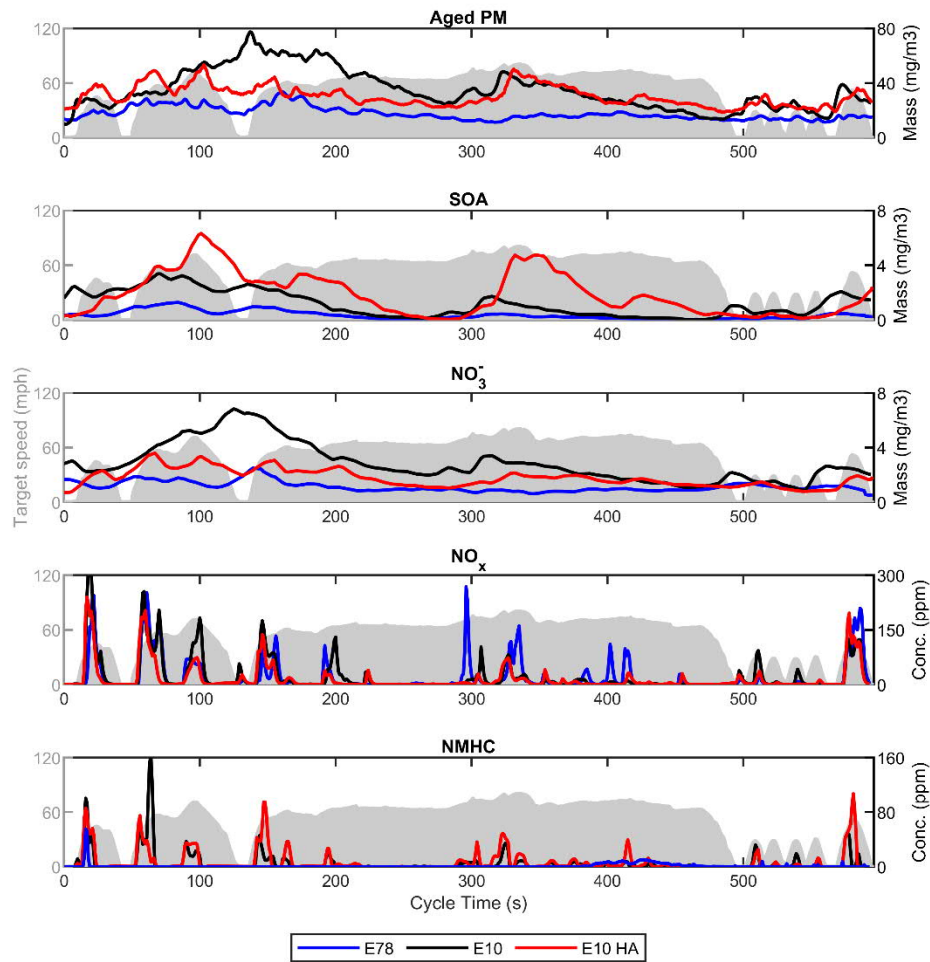 Aged PM
120 60 0
80 40 0
Mass (mg/m3)
0 100 200 300 400 500
SOA
120 60 0
8 4 0
Mass (mg/m3)
0 100 200 300 400 500
NO₃⁻
Target speed (mph)
120 60 0
8 4 0
Mass (mg/m3)
0 100 200 300 400 500
NOₓ
120 60 0
300 150 0
Conc. (ppm)
0 100 200 300 400 500
NMHC
120 60 0
160 80 0
Conc. (ppm)
0 100 200 300 400 500
Cycle Time (s)
E78 E10 E10 HA